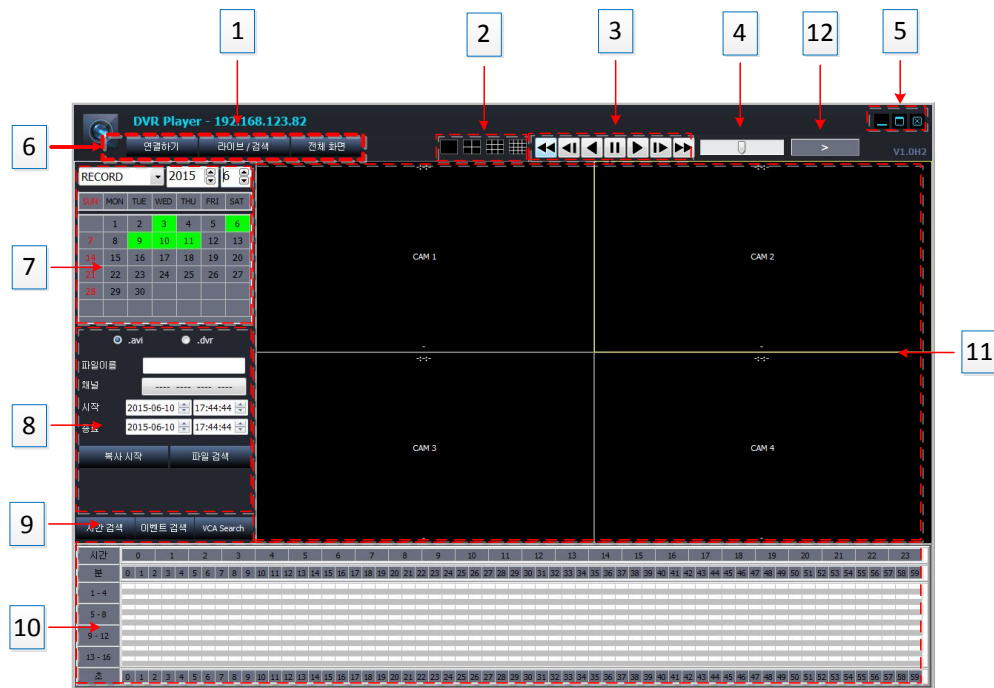 1
2
3
4
12
5
DVR Player - 192.168.123.82
6
연결하기 라이브/검색 전체 화면
>
V1.0H2
RECORD 2015 6
SUN MON TUE WED THU FRI SAT
1 2 3 4 5 6
7 8 9 10 11 12 13
14 15 16 17 18 19 20
21 22 23 24 25 26 27
28 29 30
7
-:-:-
-:-:-
CAM 1
CAM 2
-
-
-:-:-
-:-:-
11
CAM 3
CAM 4
-
-
.avi .dvr
파일이름
채널 ---- ---- ---- ----
시작 2015-06-10 17:44:44
종료 2015-06-10 17:44:44
8
복사 시작 파일 검색
9
시간 검색 이벤트 검색 VCA Search
시간 0 1 2 3 4 5 6 7 8 9 10 11 12 13 14 15 16 17 18 19 20 21 22 23
분 0 1 2 3 4 5 6 7 8 9 10 11 12 13 14 15 16 17 18 19 20 21 22 23 24 25 26 27 28 29 30 31 32 33 34 35 36 37 38 39 40 41 42 43 44 45 46 47 48 49 50 51 52 53 54 55 56 57 58 59
1 - 4
5 - 8
10
9 - 12
13 - 16
초 0 1 2 3 4 5 6 7 8 9 10 11 12 13 14 15 16 17 18 19 20 21 22 23 24 25 26 27 28 29 30 31 32 33 34 35 36 37 38 39 40 41 42 43 44 45 46 47 48 49 50 51 52 53 54 55 56 57 58 59